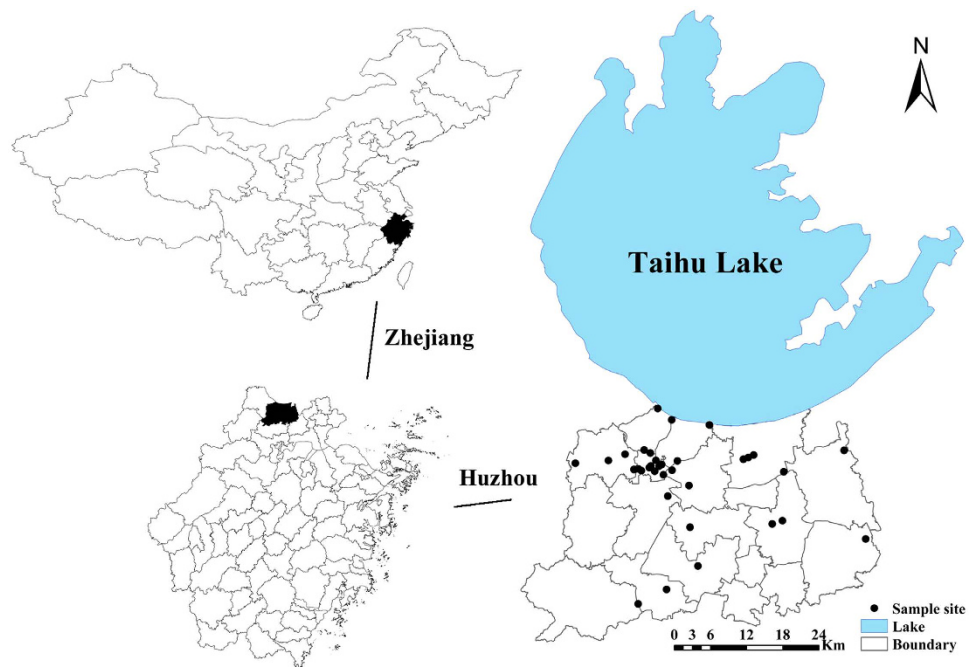 N
Taihu Lake
Zhejiang
Huzhou
Sample site
Lake
Boundary
0 3 6 12 18 24
Km